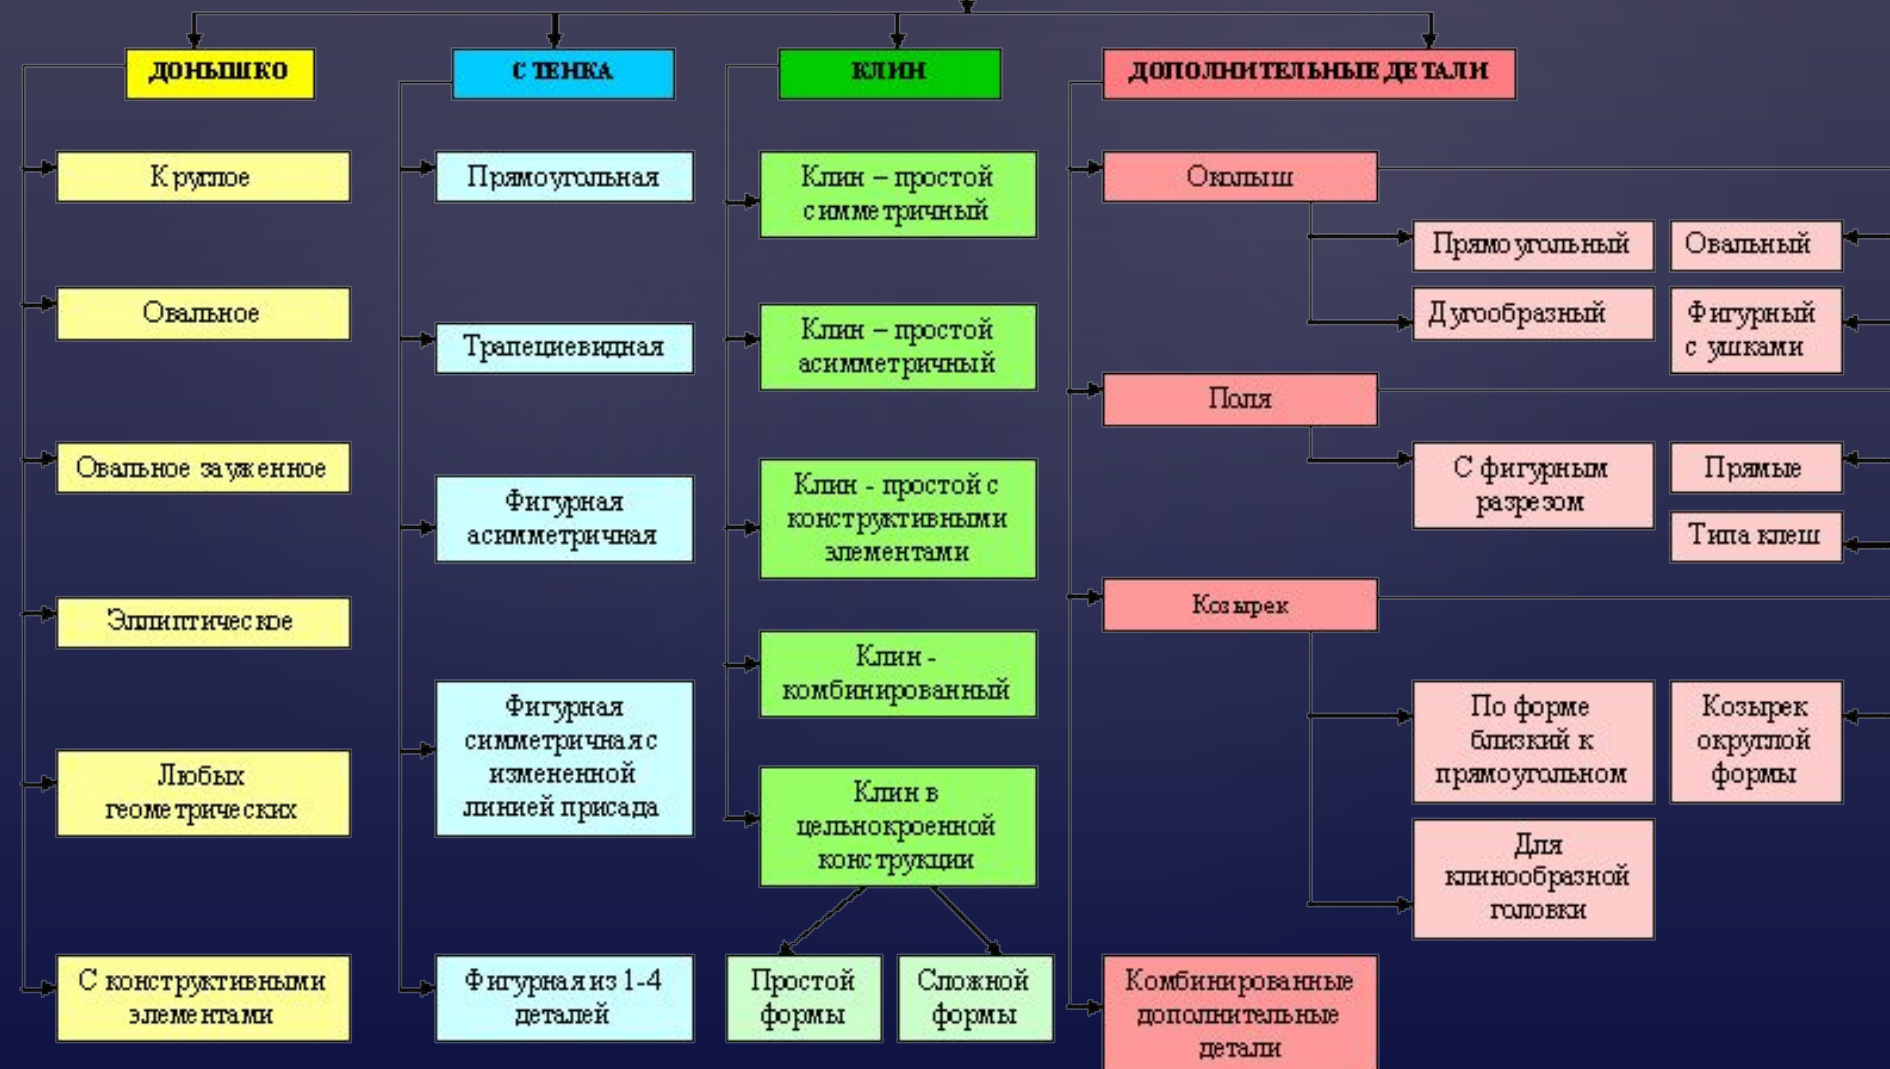 ДОНЫШКО
Круглое
Овальное
Овальное зауженное
Эллиптическое
Любых
геометрических
С конструктивными
элементами
СТЕНКА
Прямоугольная
Трапециевидная
Фигурная
асимметричная
Фигурная
симметричная с
измененной
линией присада
Фигурная из 1-4
деталей
КЛИН
Клин – простой
симметричный
Клин – простой
асимметричный
Клин - простой с
конструктивными
элементами
Клин -
комбинированный
Клин в
цельнокроенной
конструкции
Простой
формы
Сложной
формы
ДОПОЛНИТЕЛЬНЫЕ ДЕТАЛИ
Околыш
Прямоугольный
Овальный
Дугообразный
Фигурный
с ушками
Поля
С фигурным
разрезом
Прямые
Типа клеш
Козырек
По форме
близкий к
прямоугольном
Козырек
округлой
формы
Для
клинообразной
головки
Комбинированные
дополнительные
детали